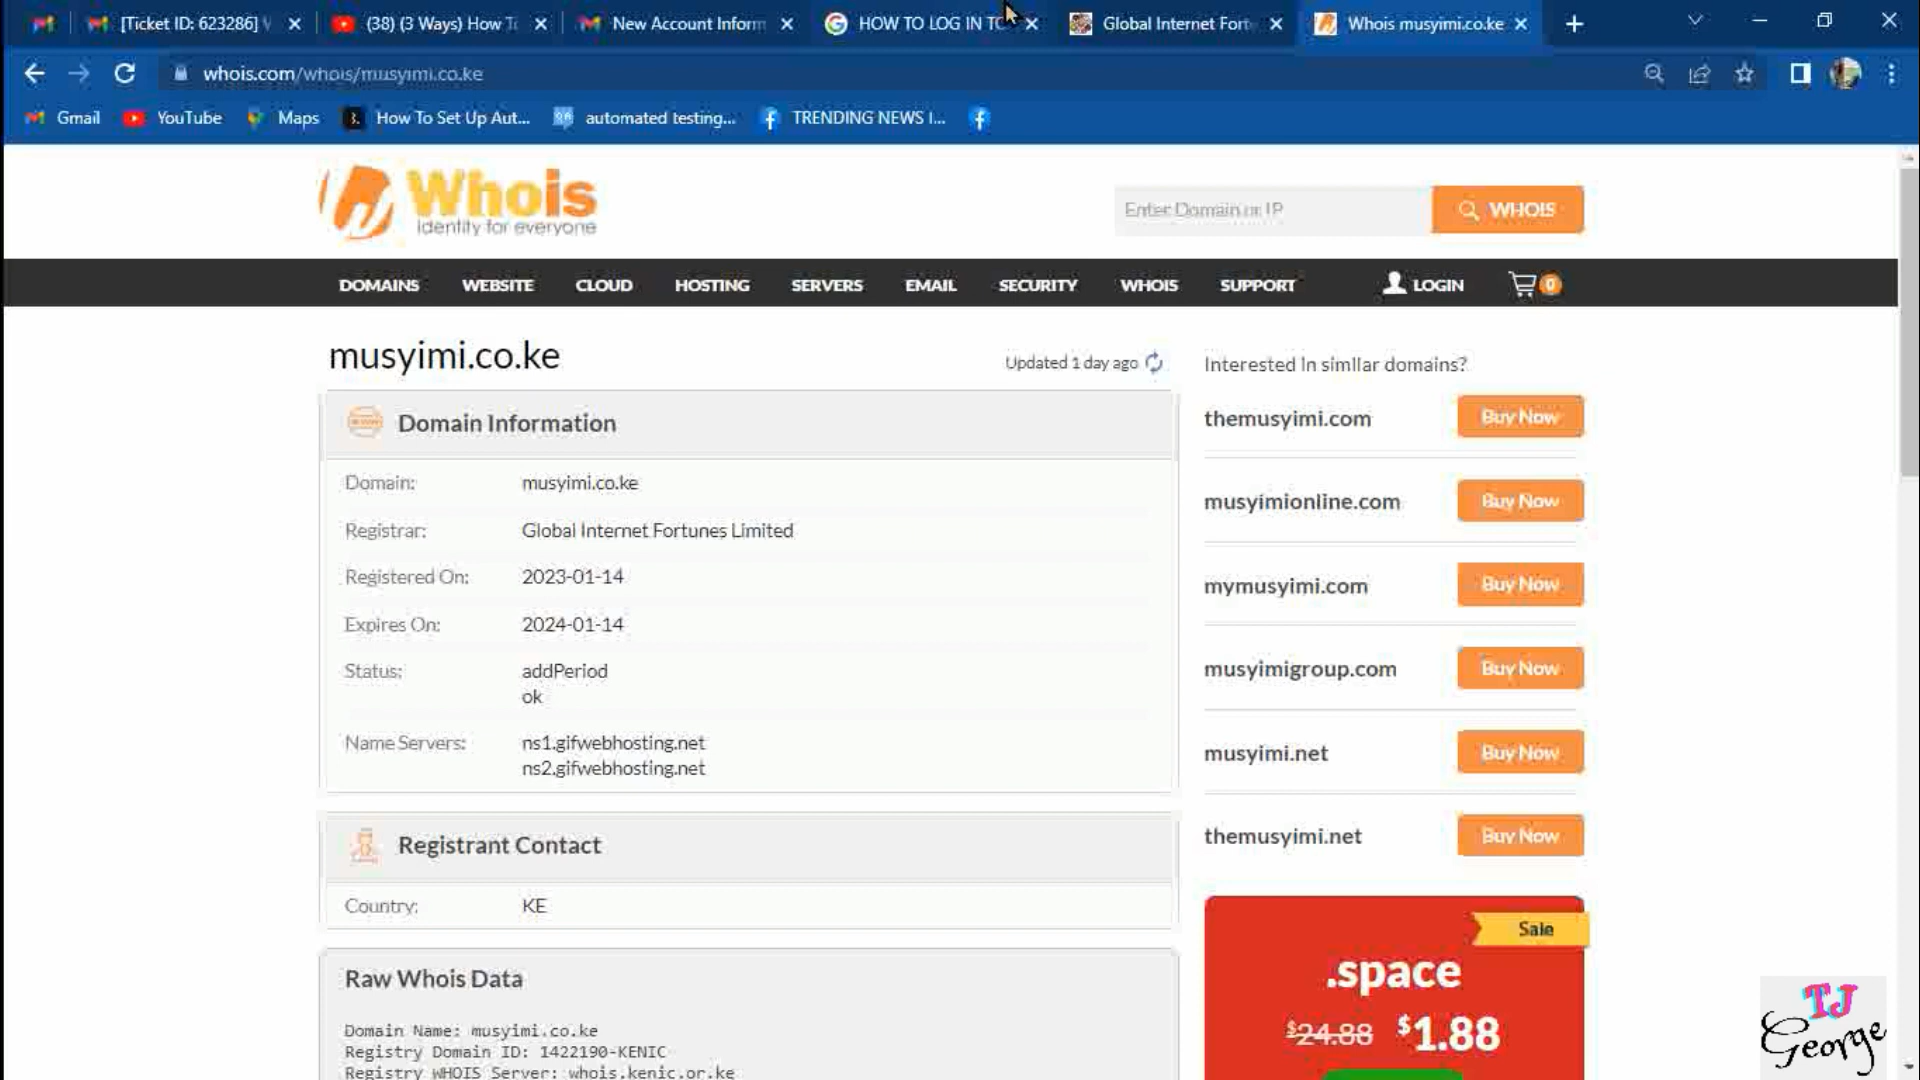 [Ticket ID: 623286] V
(38) (3 Ways) How To
New Account Inform
HOW TO LOG IN TO
Global Internet Fort
Whois musyimi.co.ke
whois.com/whois/musyimi.co.ke
Gmail
YouTube
Maps
How To Set Up Aut...
automated testing...
TRENDING NEWS I...
Whois
Identity for everyone
Enter Domain or IP
WHOIS
DOMAINS WEBSITE CLOUD HOSTING SERVERS EMAIL SECURITY WHOIS SUPPORT LOGIN 0
musyimi.co.ke
Updated 1 day ago
Interested in similar domains?
Domain Information
Domain: musyimi.co.ke
Registrar: Global Internet Fortunes Limited
Registered On: 2023-01-14
Expires On: 2024-01-14
Status: addPeriod
ok
Name Servers: ns1.gifwebhosting.net
ns2.gifwebhosting.net
Registrant Contact
Country: KE
Raw Whois Data
Domain Name: musyimi.co.ke
Registry Domain ID: 1422190-KENIC
Registry WHOIS Server: whois.kenic.or.ke
themusyimi.com Buy Now
musyimionline.com Buy Now
mymusyimi.com Buy Now
musyimigroup.com Buy Now
musyimi.net Buy Now
themusyimi.net Buy Now
Sale
.space
$24.88 $1.88
TJ
George